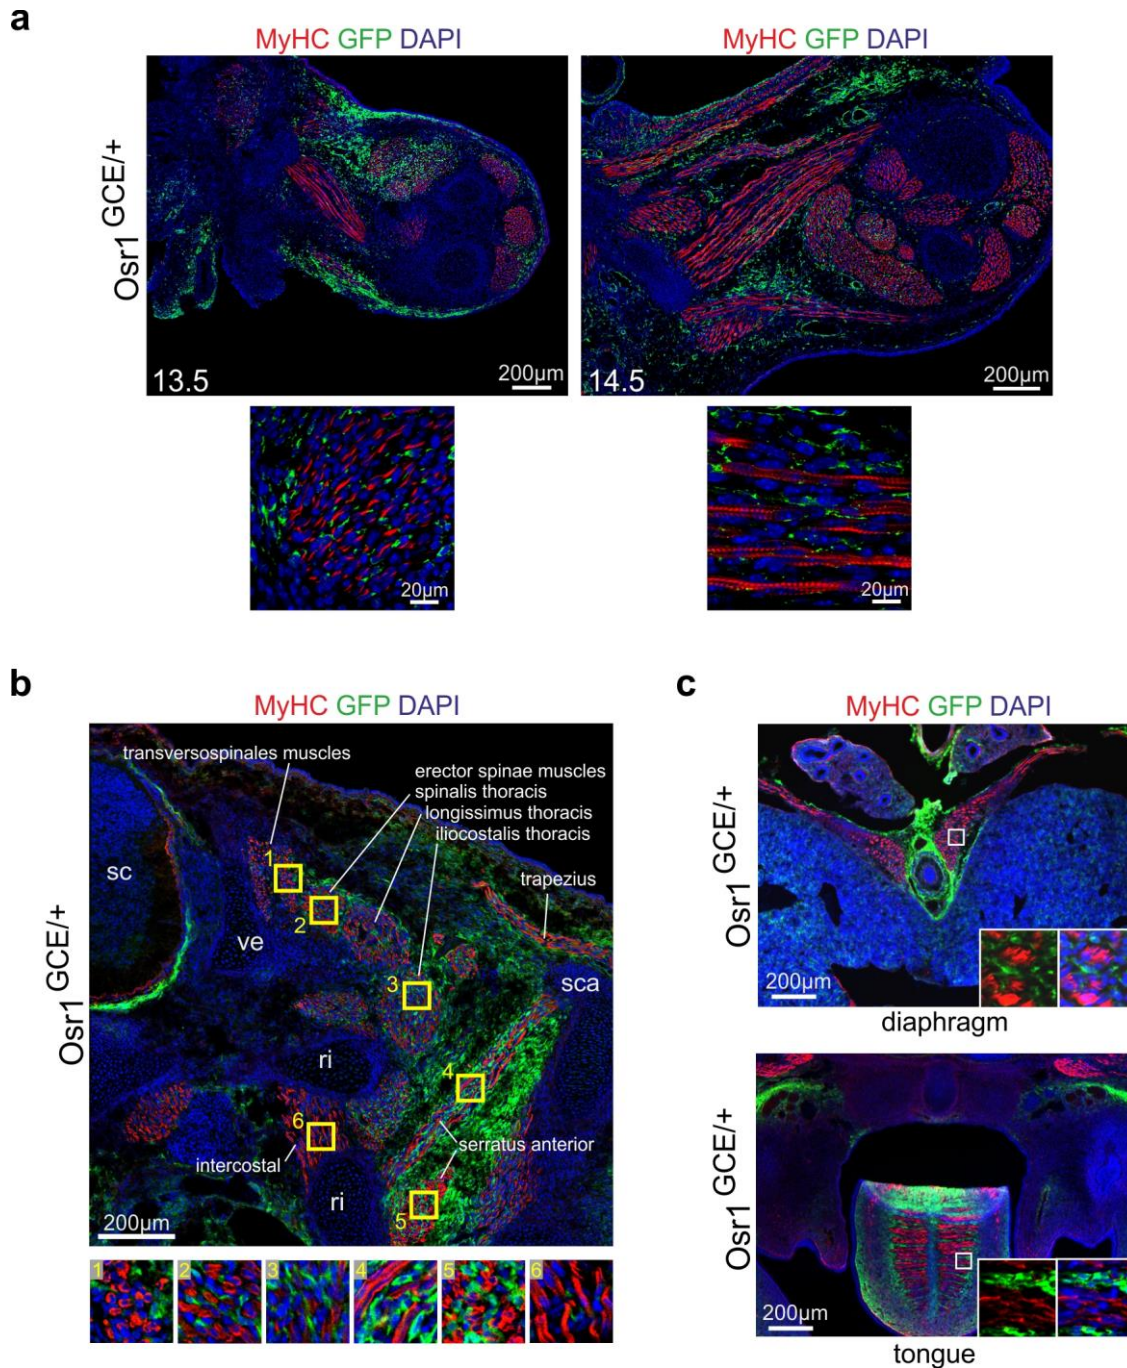 a
MyHC GFP DAPI
MyHC GFP DAPI
Osr1 GCE/+
13.5
200µm
14.5
200µm
20µm
20µm
b
MyHC GFP DAPI
transversospinales muscles
erector spinae muscles
spinalis thoracis
longissimus thoracis
iliocostalis thoracis
trapezius
Osr1 GCE/+
sc
ve
1
2
3
sca
ri
4
6
serratus anterior
intercostal
ri
5
200µm
1
2
3
4
5
6
c
MyHC GFP DAPI
Osr1 GCE/+
200µm
diaphragm
Osr1 GCE/+
200µm
tongue